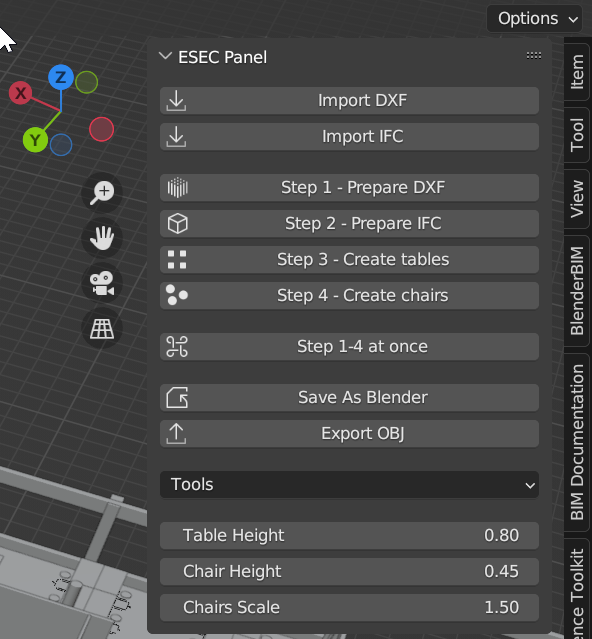 Options
ESEC Panel
Import DXF
Import IFC
Step 1 - Prepare DXF
Step 2 - Prepare IFC
Step 3 - Create tables
Step 4 - Create chairs
Step 1-4 at once
Save As Blender
Export OBJ
Tools
Table Height 0.80
Chair Height 0.45
Chairs Scale 1.50
Z
X
Y
Item
Tool
View
BlenderBIM
BIM Documentation
ence Toolkit